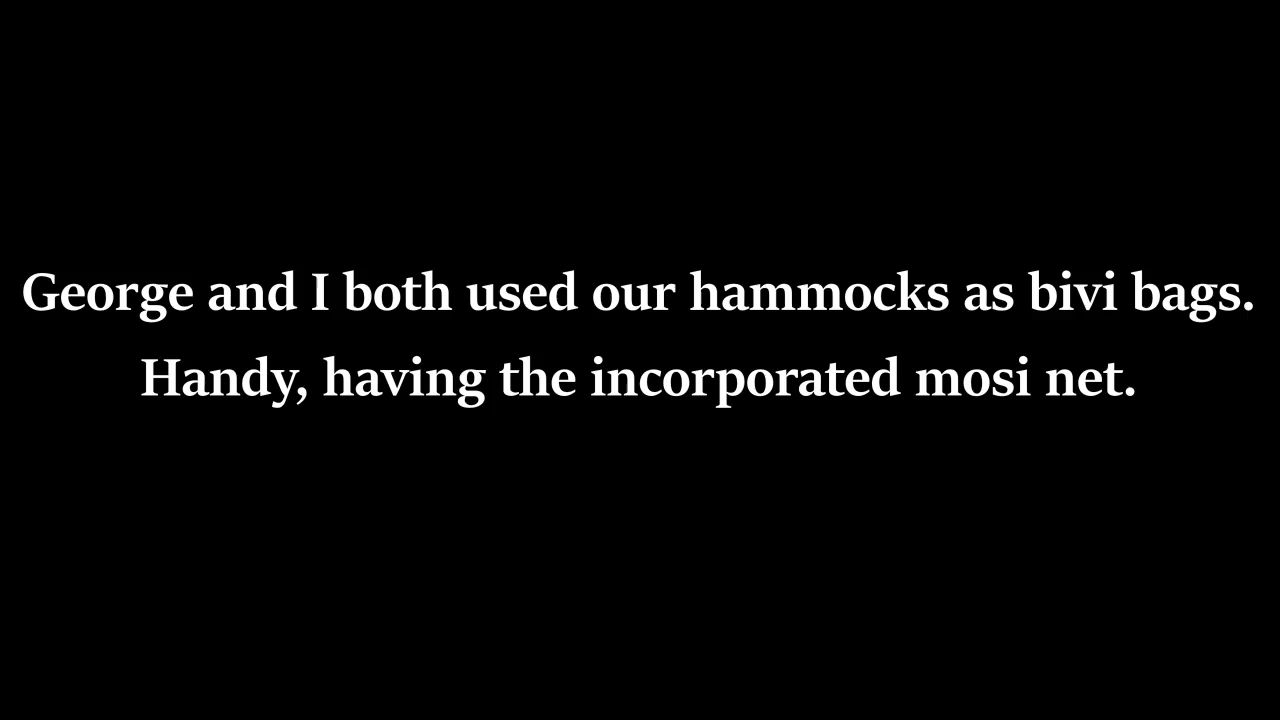 George and I both used our hammocks as bivi bags.
Handy, having the incorporated mosi net.